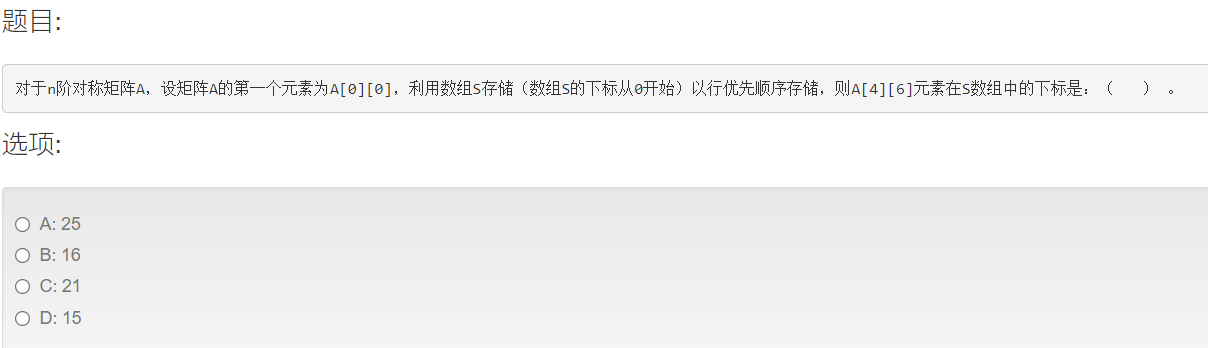 题目:
对于n阶对称矩阵A，设矩阵A的第一个元素为A[0][0]，利用数组S存储（数组S的下标从0开始）以行优先顺序存储，则A[4][6]元素在S数组中的下标是：（　　）　。
选项:
A: 25
B: 16
C: 21
D: 15